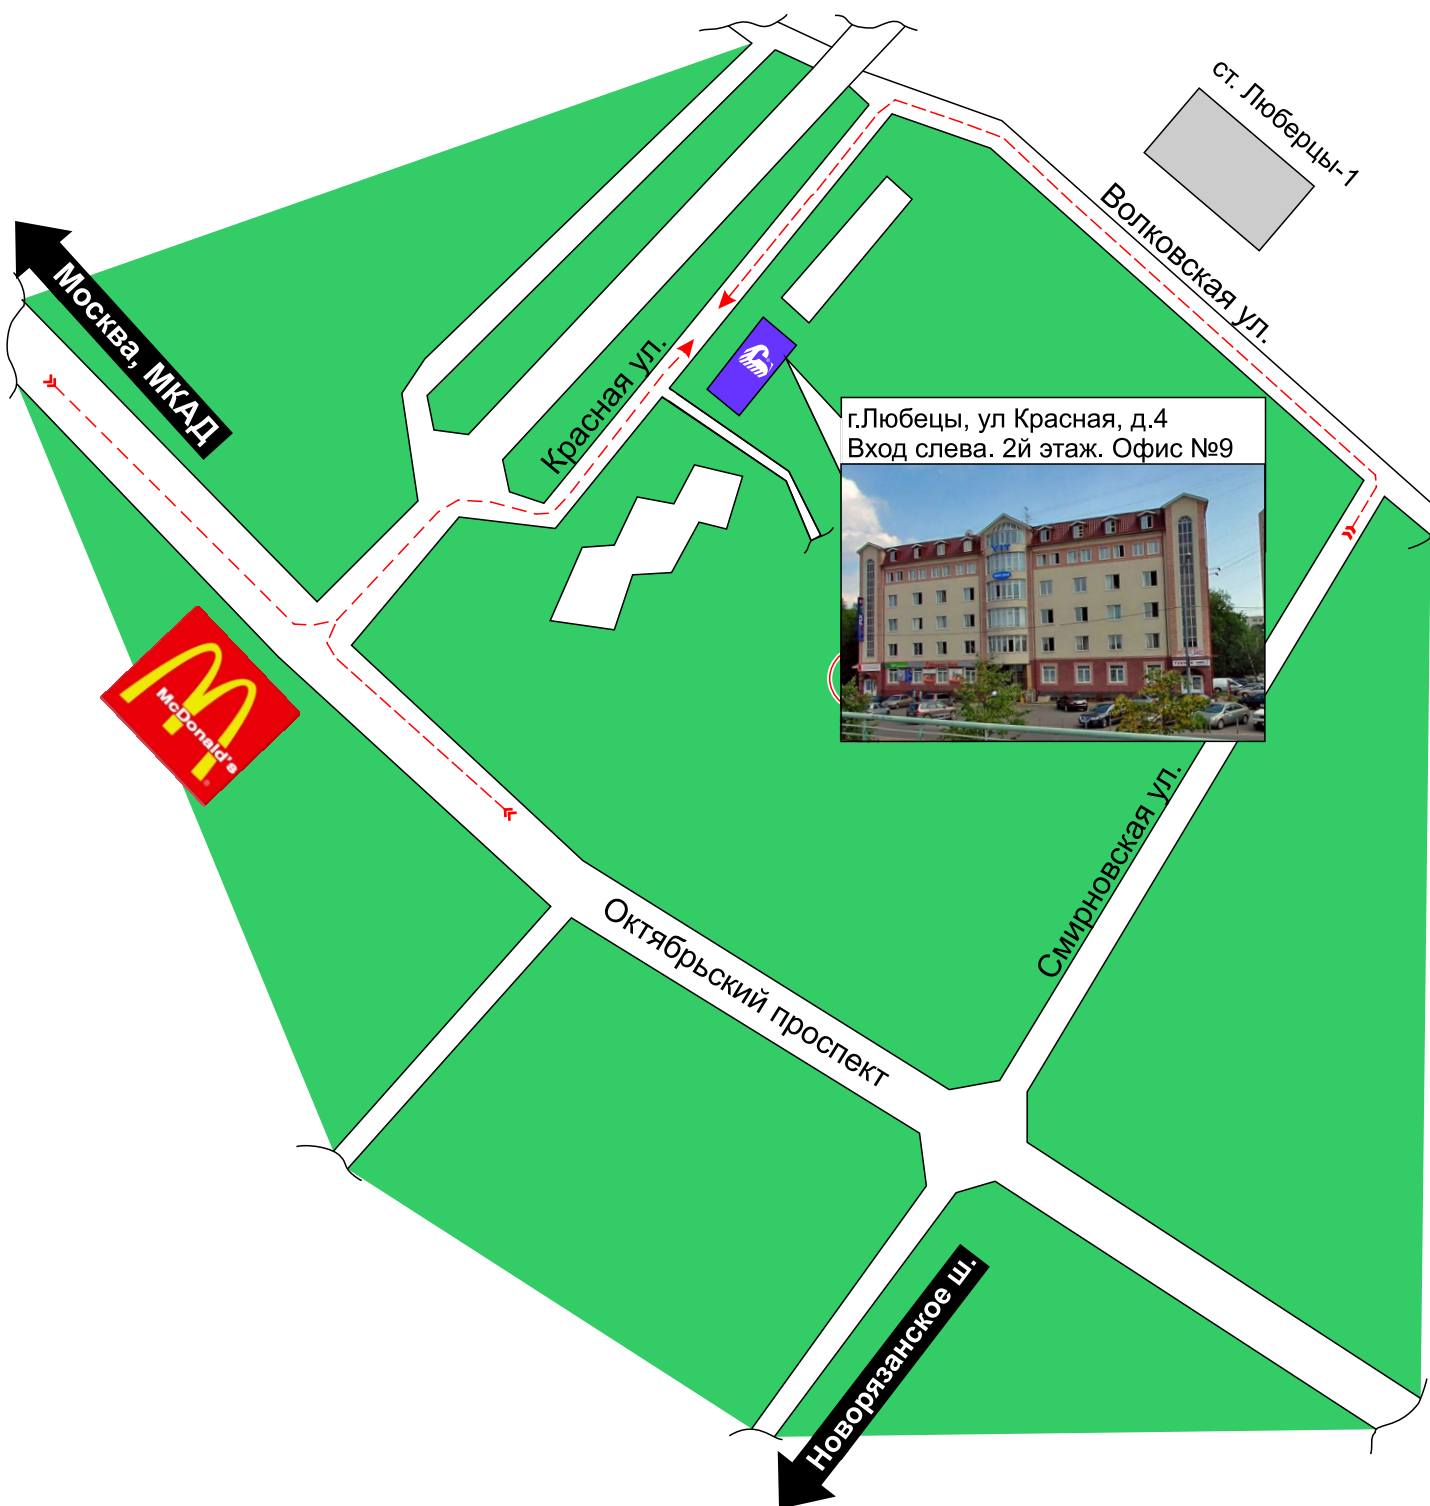 ст. Люберцы-1
Волковская ул.
Москва, МКАД
Красная ул.
г.Любецы, ул Красная, д.4
Вход слева. 2й этаж. Офис №9
McDonald's
Смирновская ул.
Октябрьский проспект
Новорязанское ш.